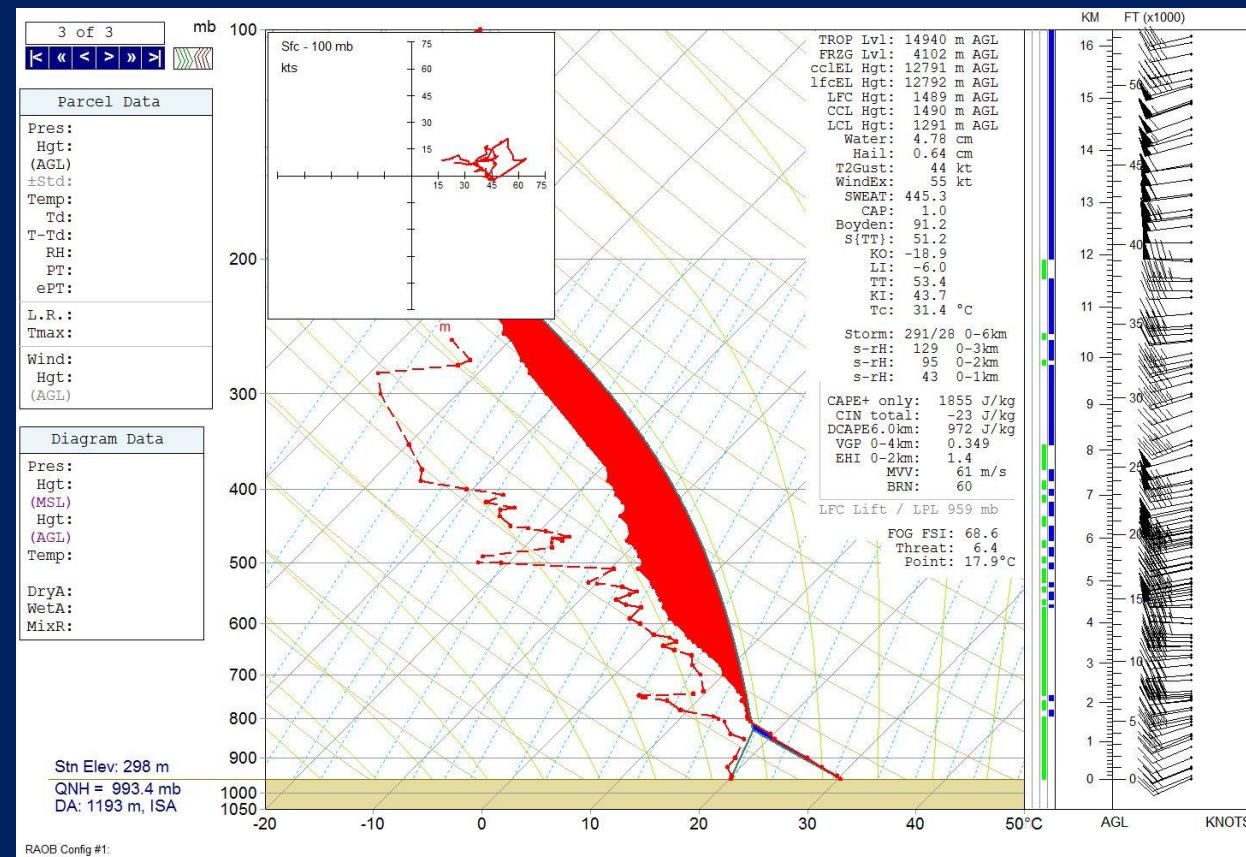 3 of 3
|< « < > » >|
Parcel Data
Pres:
Hgt:
(AGL)
±Std:
Temp:
Td:
T-Td:
RH:
PT:
ePT:
L.R.:
Tmax:
Wind:
Hgt:
(AGL)
Diagram Data
Pres:
Hgt:
(MSL)
Hgt:
(AGL)
Temp:
DryA:
WetA:
MixR:
Stn Elev: 298 m
QNH = 993.4 mb
DA: 1193 m, ISA
RAOB Config #1:
mb
100
200
300
400
500
600
700
800
900
1000
1050
-20 -10 0 10 20 30 40 50°C
Sfc - 100 mb
kts
75
60
45
30
15
15 30 45 60 75
m
TROP Lvl: 14940 m AGL
FRZG Lvl: 4102 m AGL
cclEL Hgt: 12791 m AGL
lfcEL Hgt: 12792 m AGL
LFC Hgt: 1489 m AGL
CCL Hgt: 1490 m AGL
LCL Hgt: 1291 m AGL
Water: 4.78 cm
Hail: 0.64 cm
T2Gust: 44 kt
WindEx: 55 kt
SWEAT: 445.3
CAP: 1.0
Boyden: 91.2
S{TT}: 51.2
KO: -18.9
LI: -6.0
TT: 53.4
KI: 43.7
Tc: 31.4 °C
Storm: 291/28 0-6km
s-rH: 129 0-3km
s-rH: 95 0-2km
s-rH: 43 0-1km
CAPE+ only: 1855 J/kg
CIN total: -23 J/kg
DCAPE6.0km: 972 J/kg
VGP 0-4km: 0.349
EHI 0-2km: 1.4
MVV: 61 m/s
BRN: 60
LFC Lift / LPL 959 mb
FOG FSI: 68.6
Threat: 6.4
Point: 17.9°C
KM FT (x1000)
16
15
14
13
12
11
10
9
8
7
6
5
4
3
2
1
0
50
45
40
35
30
25
20
15
10
5
0
AGL KNOTS